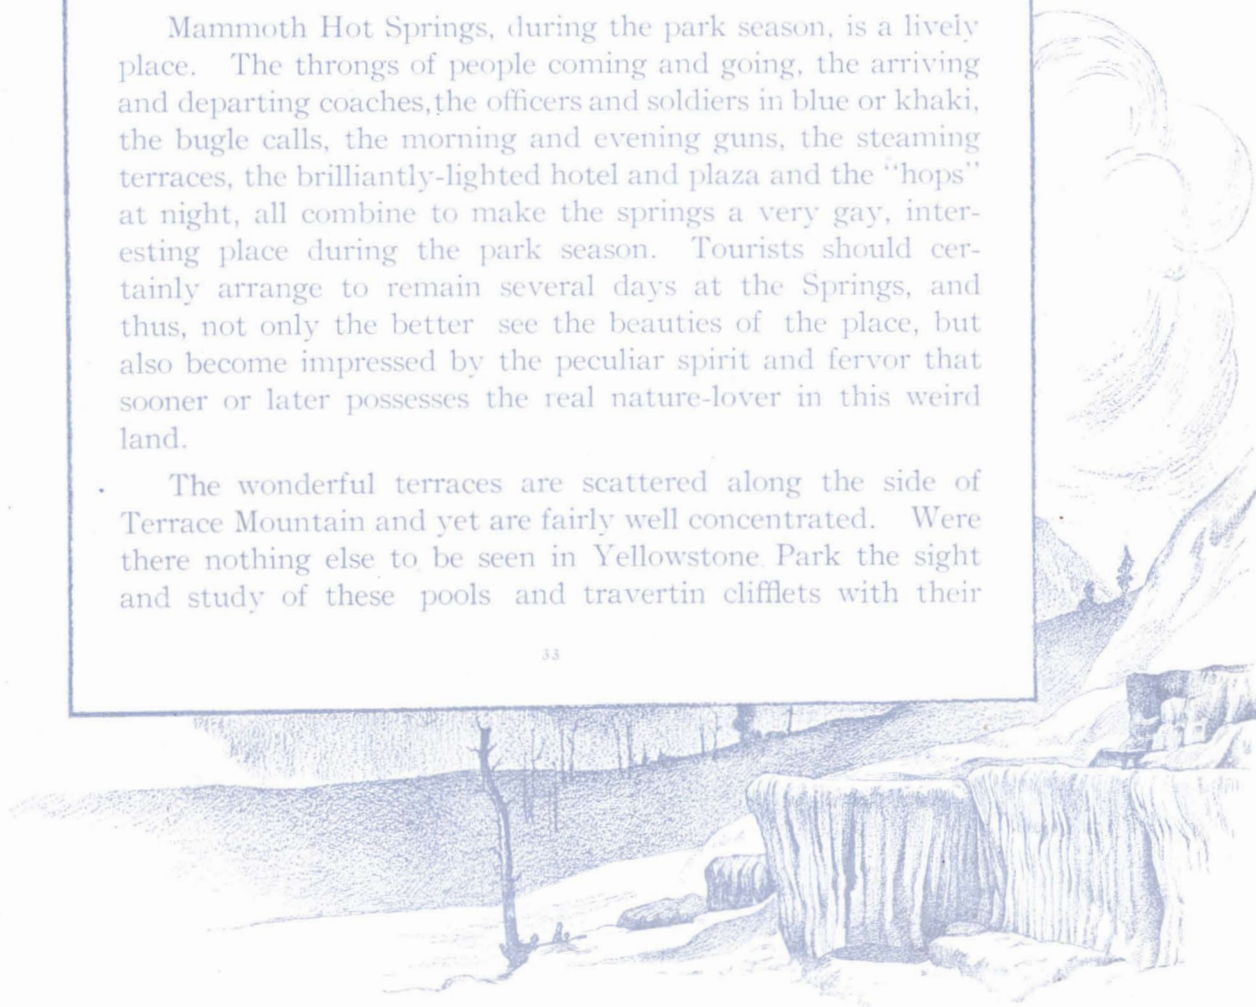 Mammoth Hot Springs, during the park season, is a lively
place. The throngs of people coming and going, the arriving
and departing coaches, the officers and soldiers in blue or khaki,
the bugle calls, the morning and evening guns, the steaming
terraces, the brilliantly-lighted hotel and plaza and the "hops"
at night, all combine to make the springs a very gay, inter-
esting place during the park season. Tourists should cer-
tainly arrange to remain several days at the Springs, and
thus, not only the better see the beauties of the place, but
also become impressed by the peculiar spirit and fervor that
sooner or later possesses the real nature-lover in this weird
land.
The wonderful terraces are scattered along the side of
Terrace Mountain and yet are fairly well concentrated. Were
there nothing else to be seen in Yellowstone Park the sight
and study of these pools and travertin clifflets with their
33